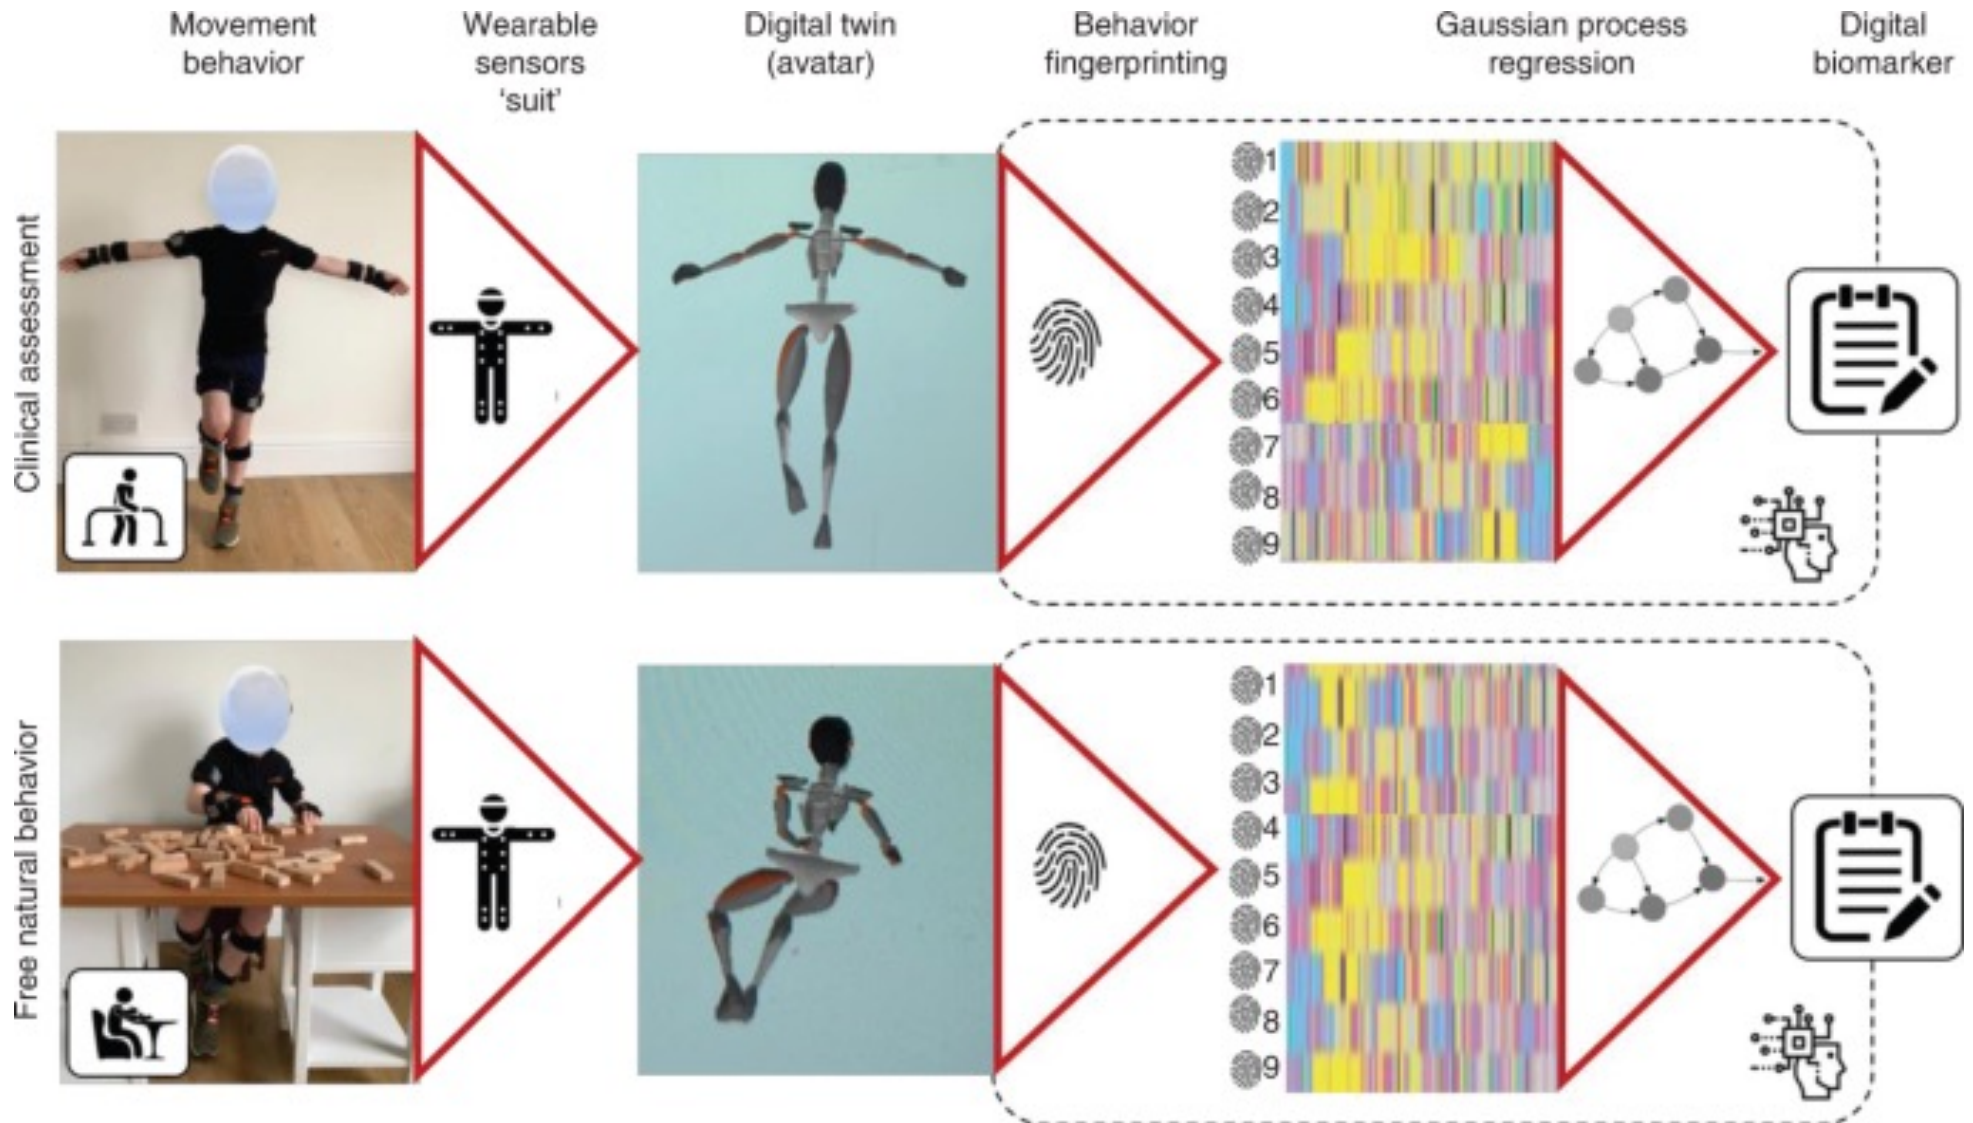 Movement
behavior
Wearable
sensors
‘suit’
Digital twin
(avatar)
Behavior
fingerprinting
Gaussian process
regression
Digital
biomarker
Clinical assessment
1
2
3
4
5
6
7
8
9
Free natural behavior
1
2
3
4
5
6
7
8
9